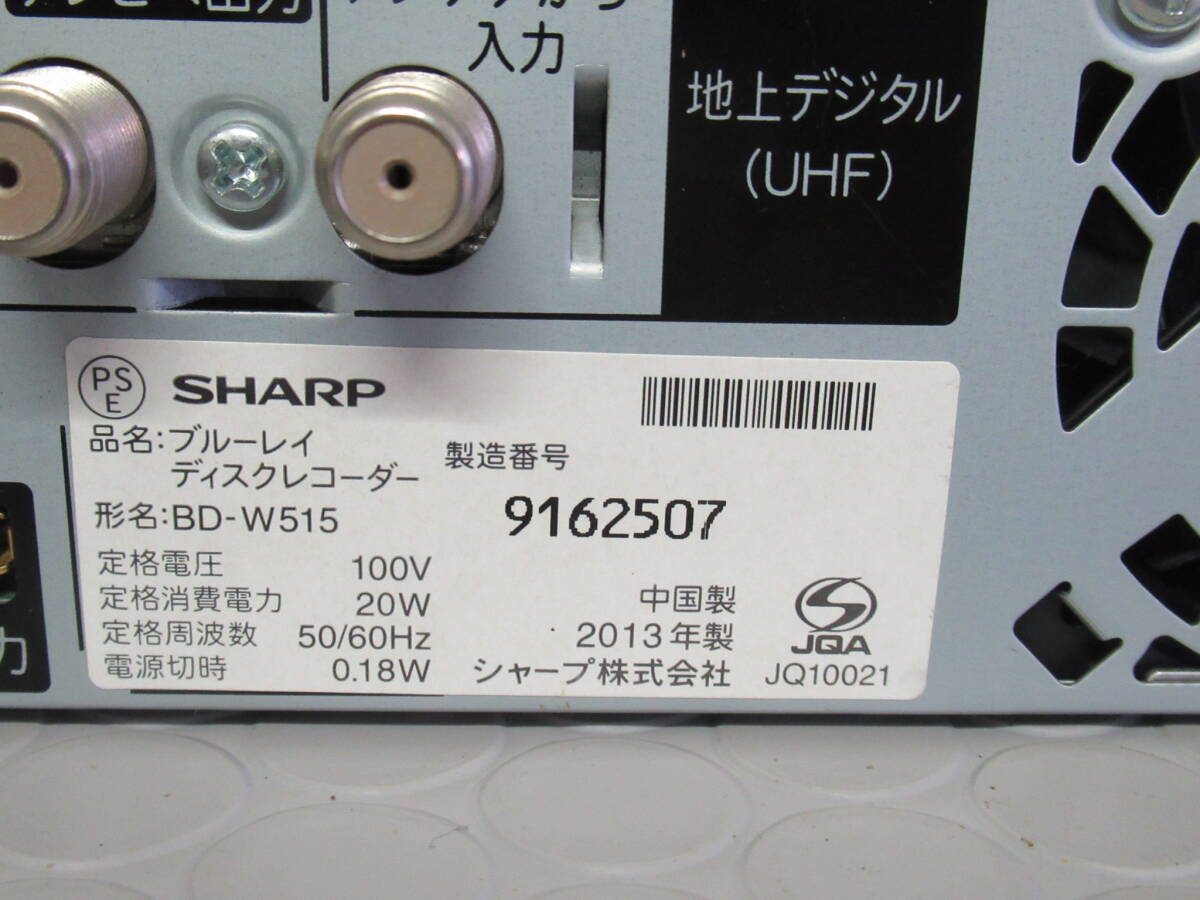 入力
地上デジタル
(UHF)
PSE
SHARP
品名:ブルーレイ
ディスクレコーダー
製造番号
形名:BD-W515
9162507
定格電圧 100V
定格消費電力 20W
定格周波数 50/60Hz
電源切時 0.18W
中国製
2013年製
シャープ株式会社
JQA
JQ10021
力